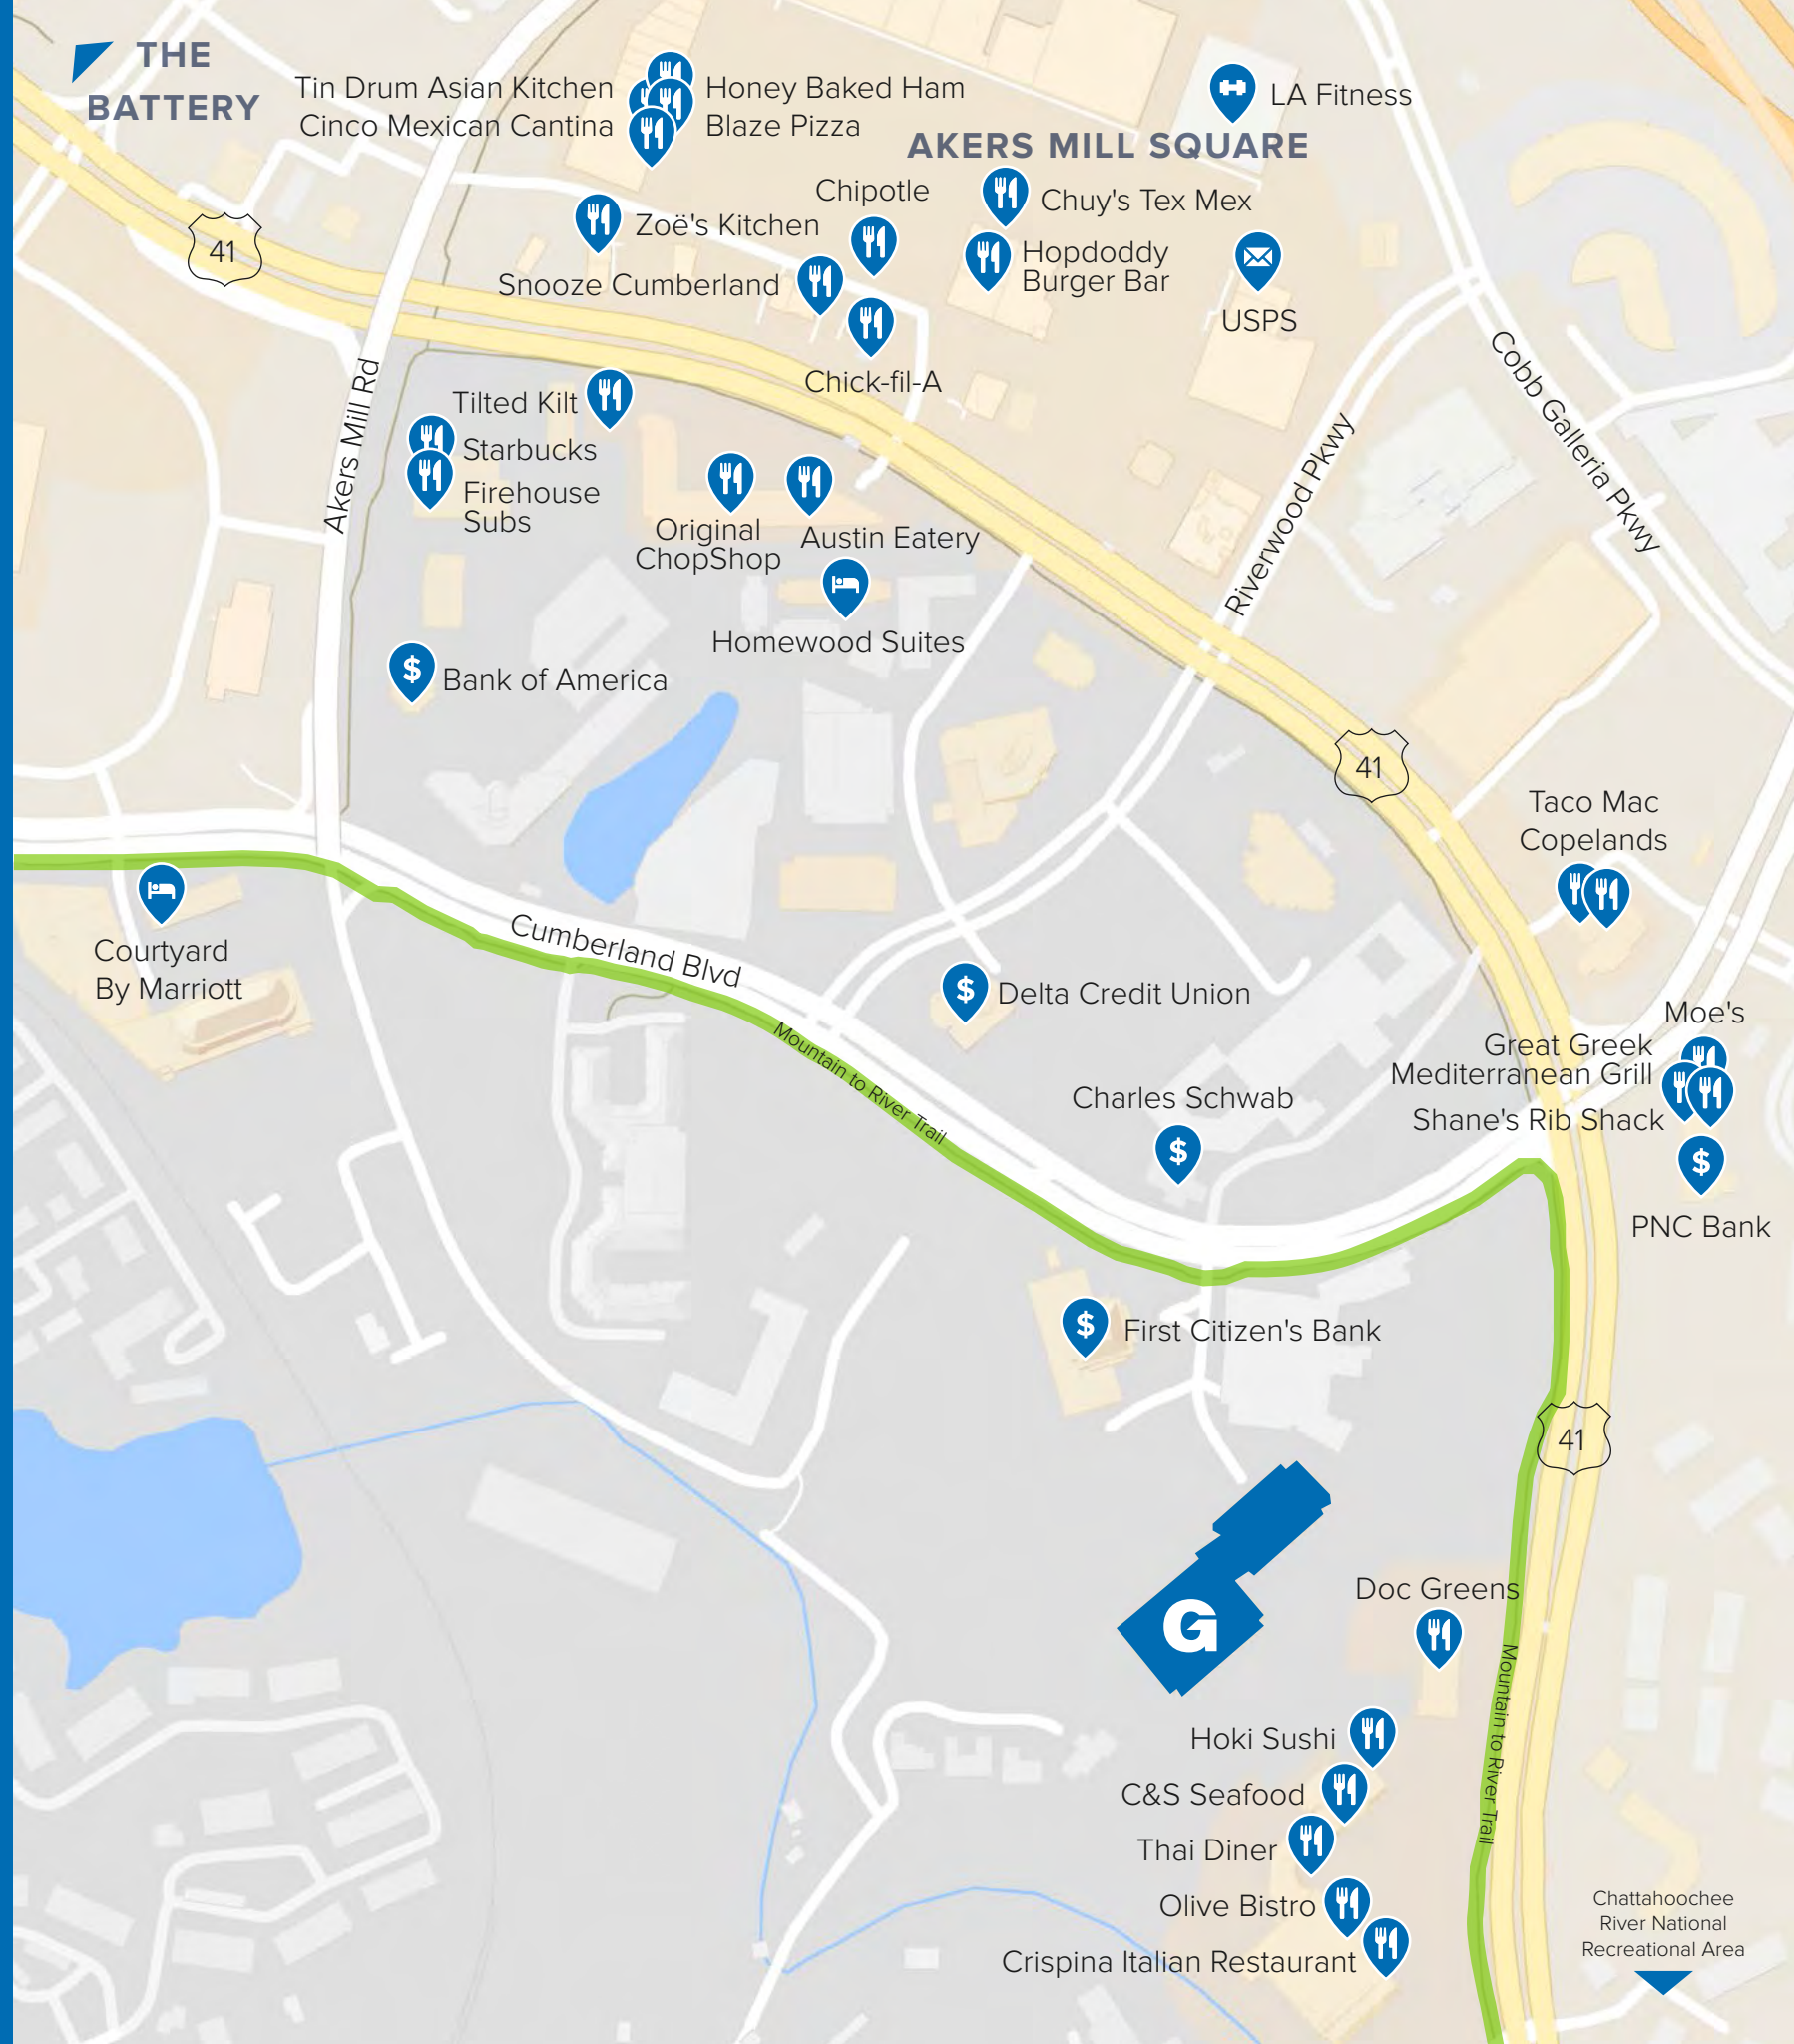 THE
BATTERY
Tin Drum Asian Kitchen
Cinco Mexican Cantina
Honey Baked Ham
Blaze Pizza
LA Fitness
AKERS MILL SQUARE
Chipotle
Chuy's Tex Mex
Zoë's Kitchen
Hopdoddy
Burger Bar
41
Snooze Cumberland
USPS
Chick-fil-A
Akers Mill Rd
Tilted Kilt
Starbucks
Firehouse
Subs
Original
ChopShop
Austin Eatery
Riverwood Pkwy
Cobb Galleria Pkwy
Homewood Suites
$
Bank of America
41
Taco Mac
Copelands
Courtyard
By Marriott
Cumberland Blvd
$
Delta Credit Union
Mountain to River Trail
Moe's
Great Greek
Mediterranean Grill
Shane's Rib Shack
Charles Schwab
$
$
PNC Bank
$
First Citizen's Bank
41
G
Doc Greens
Mountain to River Trail
Hoki Sushi
C&S Seafood
Thai Diner
Olive Bistro
Crispina Italian Restaurant
Chattahoochee
River National
Recreational Area